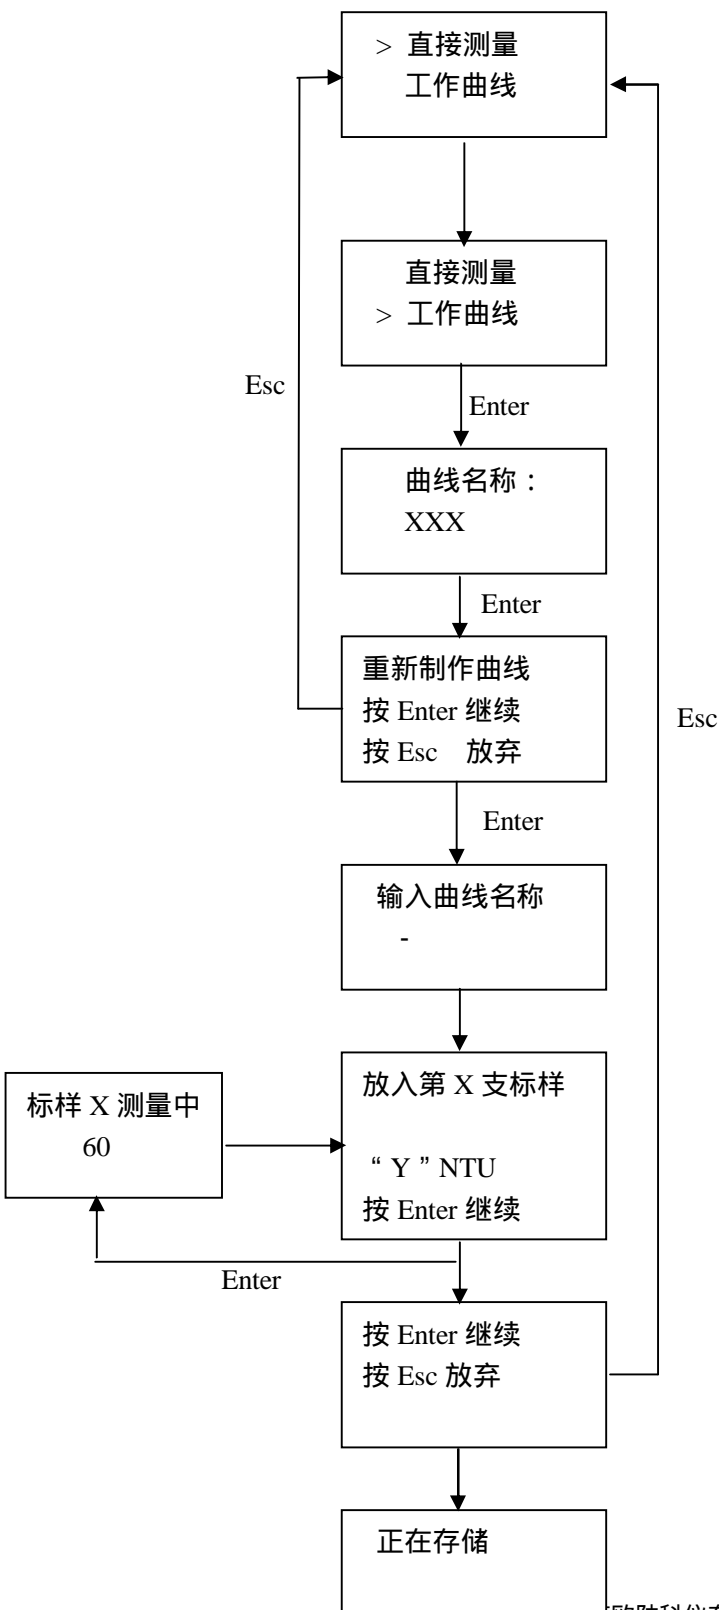 > 直接测量
工作曲线
直接测量
> 工作曲线
Esc
Enter
曲线名称：
XXX
Enter
重新制作曲线
按 Enter 继续
按 Esc 放弃
Esc
Enter
输入曲线名称
-
标样 X 测量中
60
放入第 X 支标样
“ Y ” NTU
按 Enter 继续
Enter
按 Enter 继续
按 Esc 放弃
正在存储